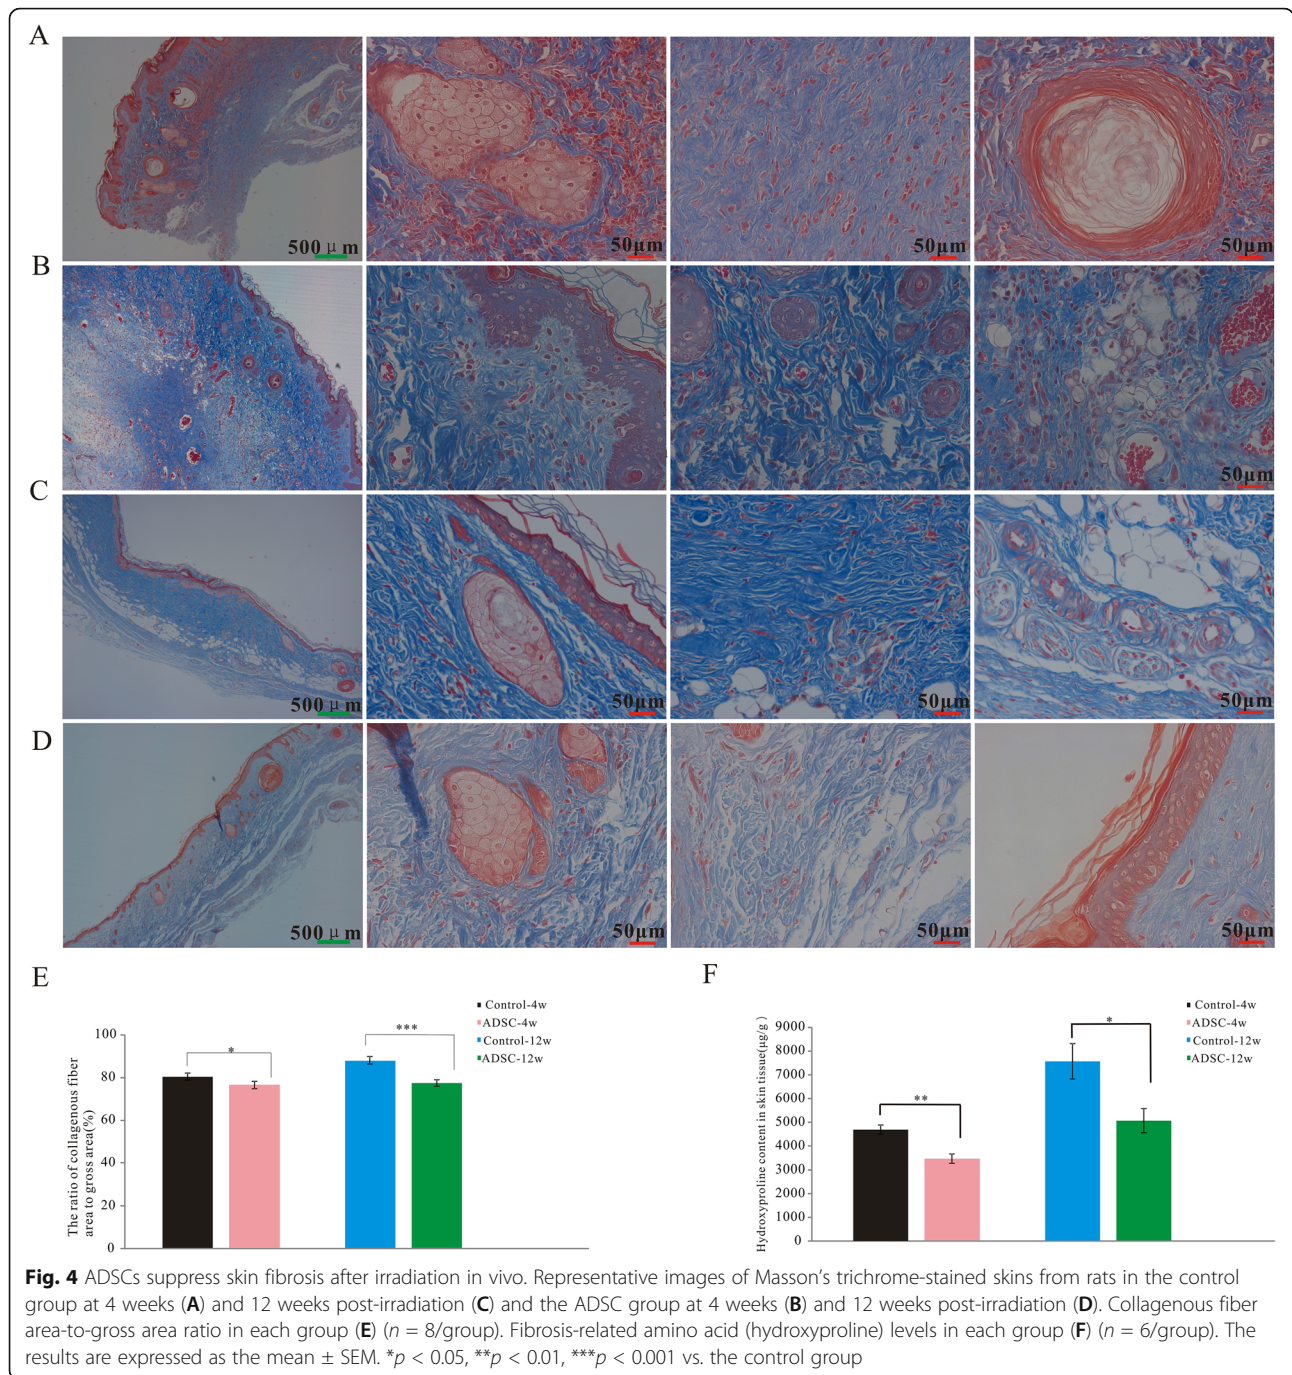 A
500 μm
50μm
50μm
50μm
B
50μm
C
500 μm
50μm
50μm
50μm
D
500 μm
50μm
50μm
50μm
E
Control-4w
ADSC-4w
Control-12w
ADSC-12w
The ratio of collagenous fiber
area to gross area(%)
100
80
60
40
20
0
*
***
F
Control-4w
ADSC-4w
Control-12w
ADSC-12w
Hydroxyproline content in skin tissue(μg/g )
9000
8000
7000
6000
5000
4000
3000
2000
1000
0
**
*
Fig. 4 ADSCs suppress skin fibrosis after irradiation in vivo. Representative images of Masson's trichrome-stained skins from rats in the control
group at 4 weeks (A) and 12 weeks post-irradiation (C) and the ADSC group at 4 weeks (B) and 12 weeks post-irradiation (D). Collagenous fiber
area-to-gross area ratio in each group (E) (n = 8/group). Fibrosis-related amino acid (hydroxyproline) levels in each group (F) (n = 6/group). The
results are expressed as the mean ± SEM. *p < 0.05, **p < 0.01, ***p < 0.001 vs. the control group